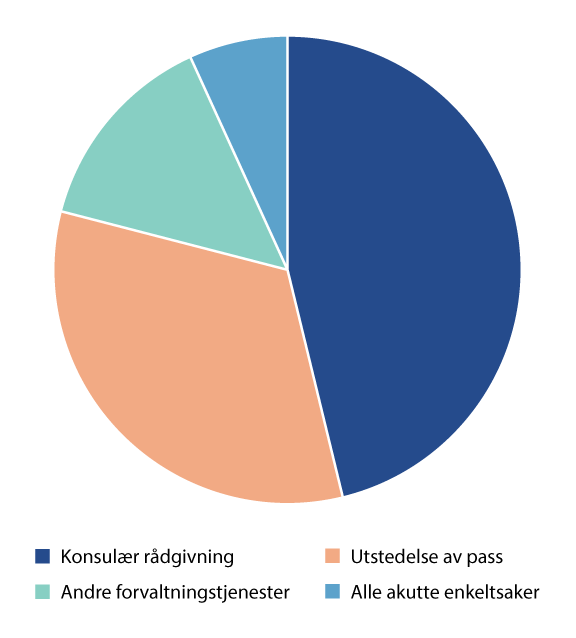 Konsulær rådgivning
Utstedelse av pass
Andre forvaltningstjenester
Alle akutte enkeltsaker